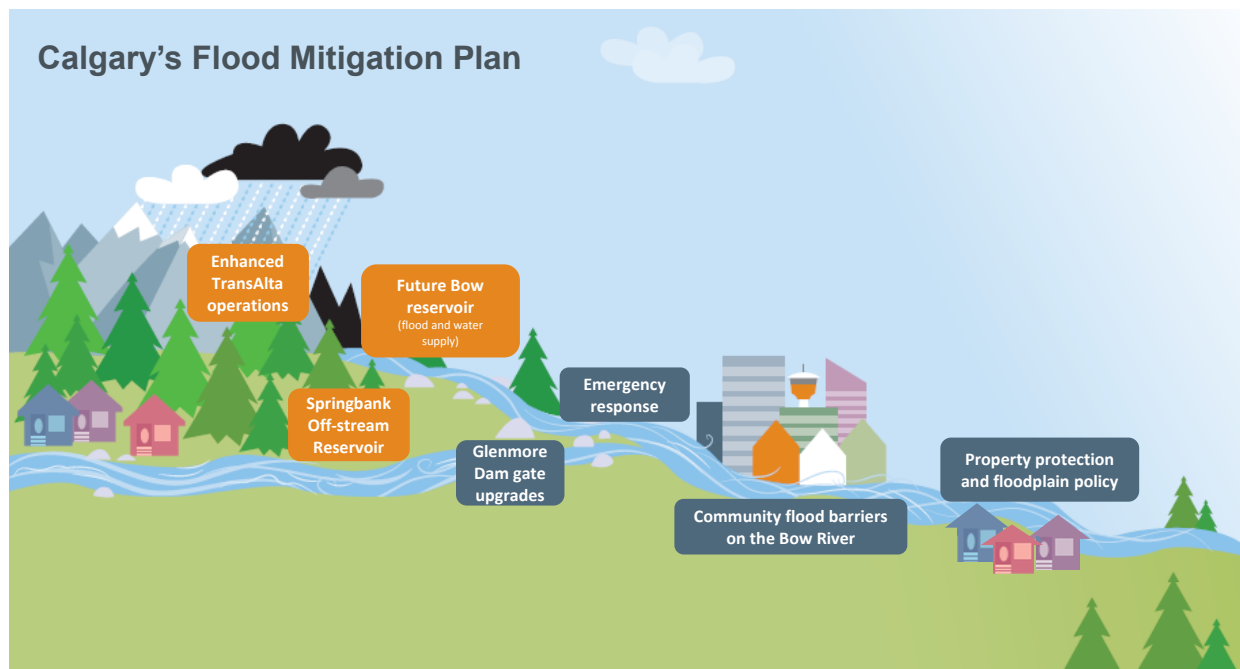 Calgary’s Flood Mitigation Plan
Enhanced
TransAlta
operations
Future Bow
reservoir
(flood and water
supply)
Springbank
Off-stream
Reservoir
Emergency
response
Glenmore
Dam gate
upgrades
Community flood barriers
on the Bow River
Property protection
and floodplain policy